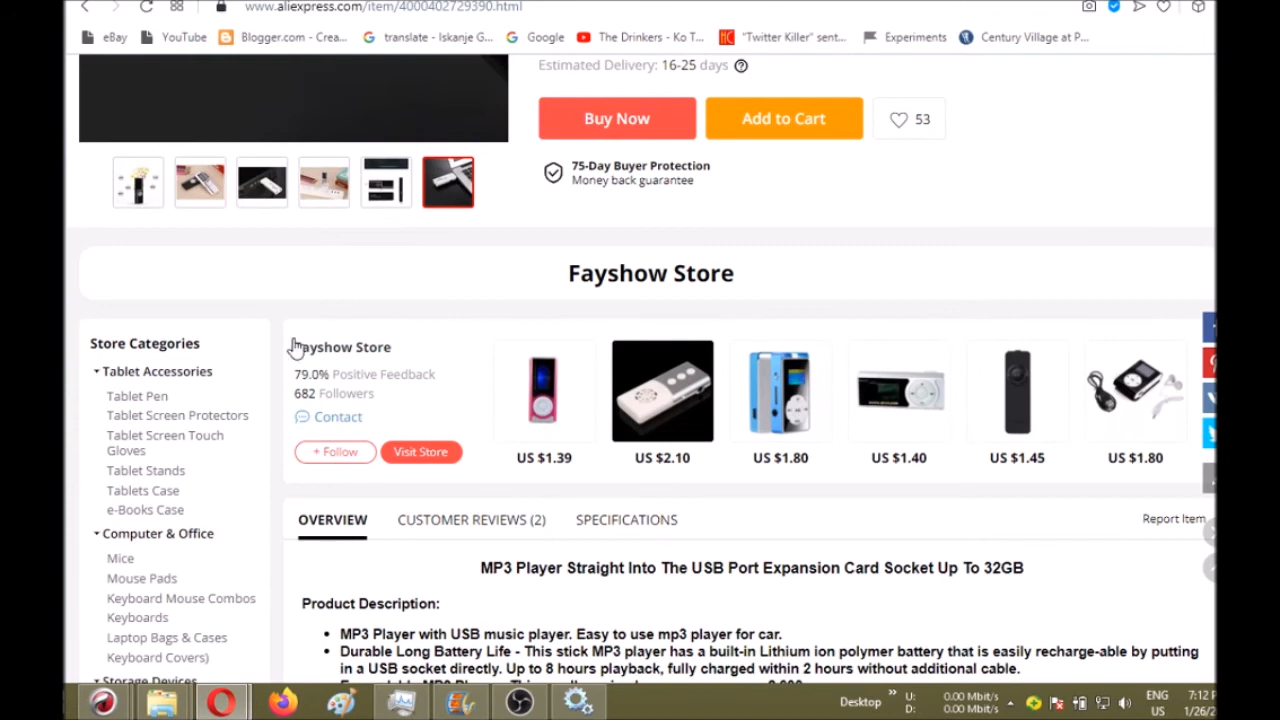 www.aliexpress.com/item/4000402729390.html
eBay
YouTube
Blogger.com - Crea...
translate - Iskanje G...
Google
The Drinkers - Ko T...
"Twitter Killer" sent...
Experiments
Century Village at P...
Estimated Delivery: 16-25 days
Buy Now
Add to Cart
53
75-Day Buyer Protection
Money back guarantee
Fayshow Store
Store Categories
Tablet Accessories
Tablet Pen
Tablet Screen Protectors
Tablet Screen Touch
Gloves
Tablet Stands
Tablets Case
e-Books Case
Computer & Office
Mice
Mouse Pads
Keyboard Mouse Combos
Keyboards
Laptop Bags & Cases
Keyboard Covers)
Storage Devices
Fayshow Store
79.0% Positive Feedback
682 Followers
Contact
+ Follow
Visit Store
US $1.39
US $2.10
US $1.80
US $1.40
US $1.45
US $1.80
OVERVIEW
CUSTOMER REVIEWS (2)
SPECIFICATIONS
Report Item
MP3 Player Straight Into The USB Port Expansion Card Socket Up To 32GB
Product Description:
MP3 Player with USB music player. Easy to use mp3 player for car.
Durable Long Battery Life - This stick MP3 player has a built-in Lithium ion polymer battery that is easily recharge-able by putting
in a USB socket directly. Up to 8 hours playback, fully charged within 2 hours without additional cable.
Desktop
U: 0.00 Mbit/s
D: 0.00 Mbit/s
ENG
US
7:12
1/26/2